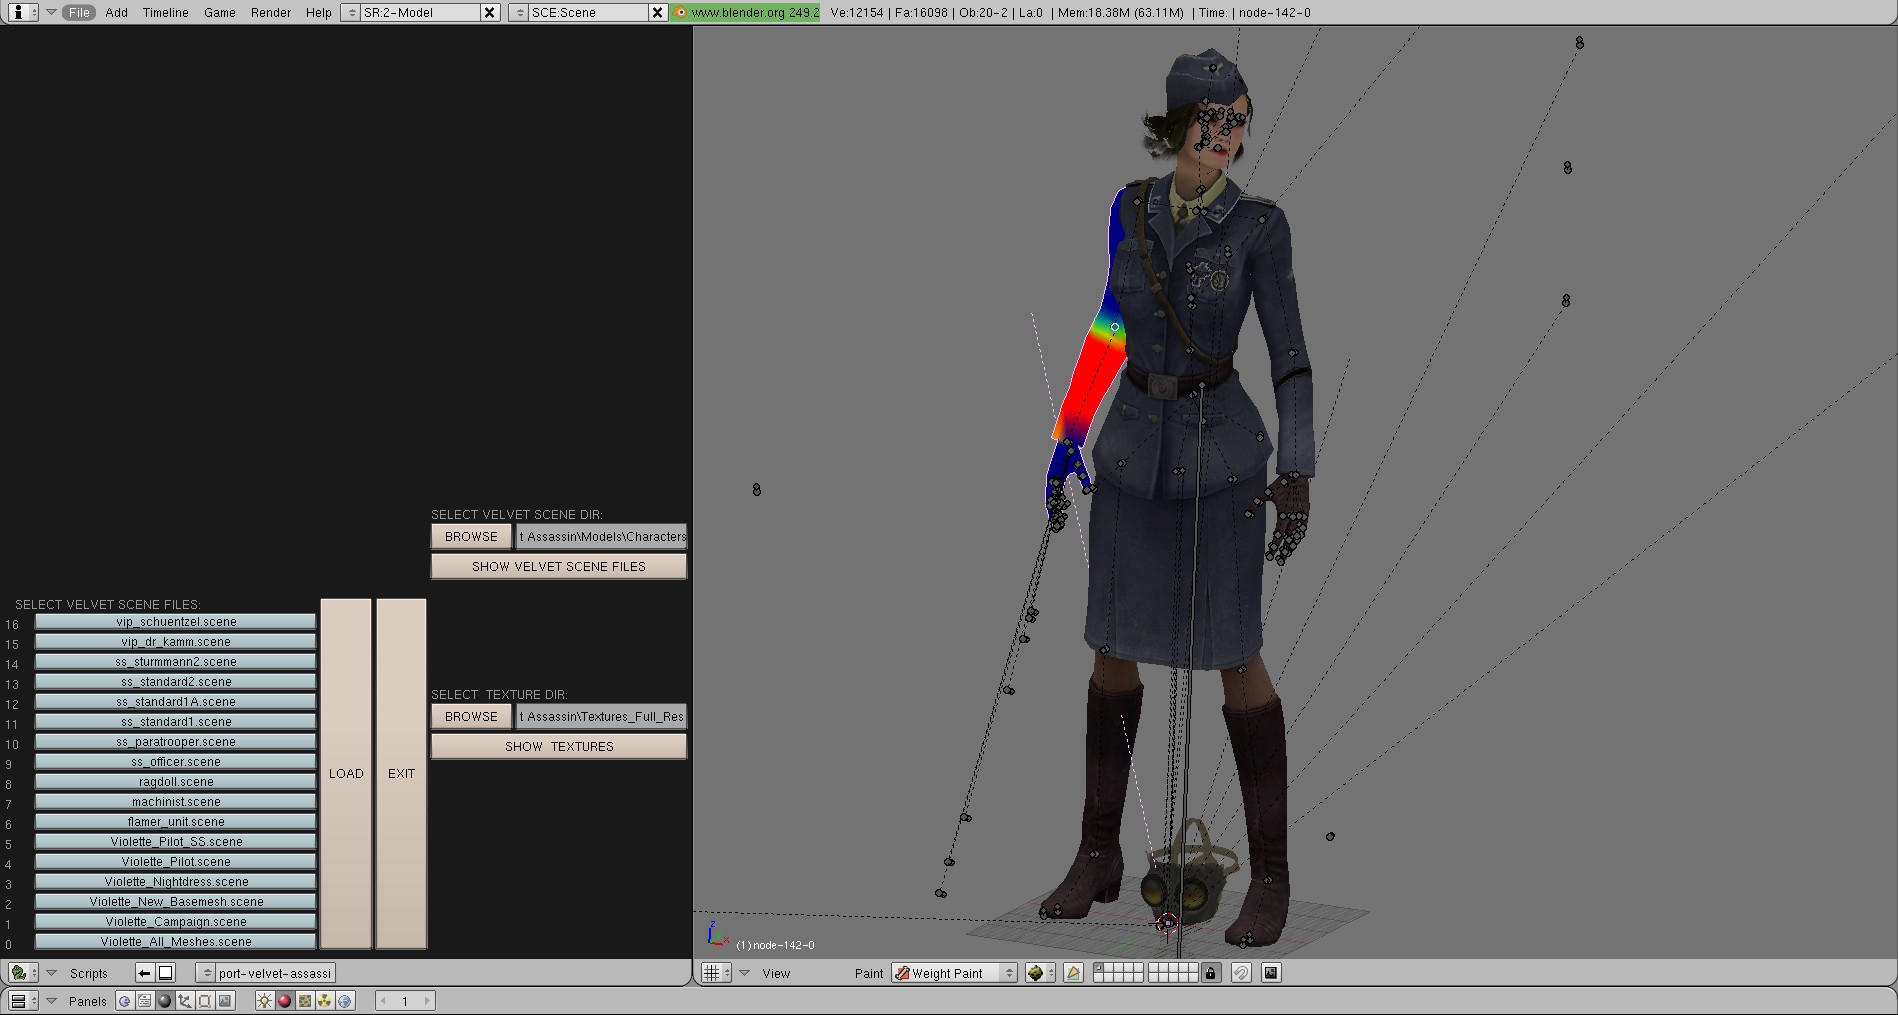 File Add Timeline Game Render Help SR:2-Model SCE:Scene www.blender.org 249.2 Ve:12154 | Fa:16098 | Ob:20-2 | La:0 | Mem:18.38M (63.11M) | Time: | node-142-0
SELECT VELVET SCENE DIR:
BROWSE t Assassin\Models\Characters
SHOW VELVET SCENE FILES
SELECT VELVET SCENE FILES:
16 vip_schuentzel.scene
15 vip_dr_kamm.scene
14 ss_sturmmann2.scene
13 ss_standard2.scene
12 ss_standard1A.scene
11 ss_standard1.scene
10 ss_paratrooper.scene
9 ss_officer.scene
8 ragdoll.scene
7 machinist.scene
6 flamer_unit.scene
5 Violette_Pilot_SS.scene
4 Violette_Pilot.scene
3 Violette_Nightdress.scene
2 Violette_New_Basemesh.scene
1 Violette_Campaign.scene
0 Violette_All_Meshes.scene
LOAD EXIT
SELECT TEXTURE DIR:
BROWSE t Assassin\Textures_Full_Res
SHOW TEXTURES
z
x
(1) node-142-0
Scripts port-velvet-assassi
View Paint Weight Paint
Panels 1